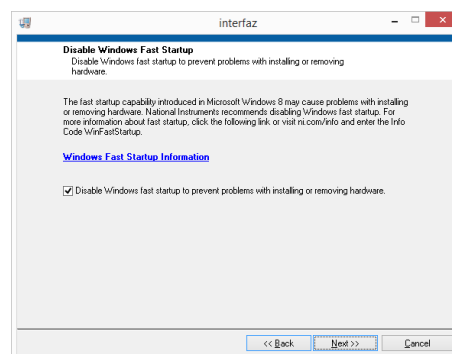 interfaz
Disable Windows Fast Startup
Disable Windows fast startup to prevent problems with installing or removing
hardware.
The fast startup capability introduced in Microsoft Windows 8 may cause problems with installing
or removing hardware. National Instruments recommends disabling Windows fast startup. For
more information about fast startup, click the following link or visit ni.com/info and enter the Info
Code WinFastStartup.
Windows Fast Startup Information
Disable Windows fast startup to prevent problems with installing or removing hardware.
<< Back Next >> Cancel